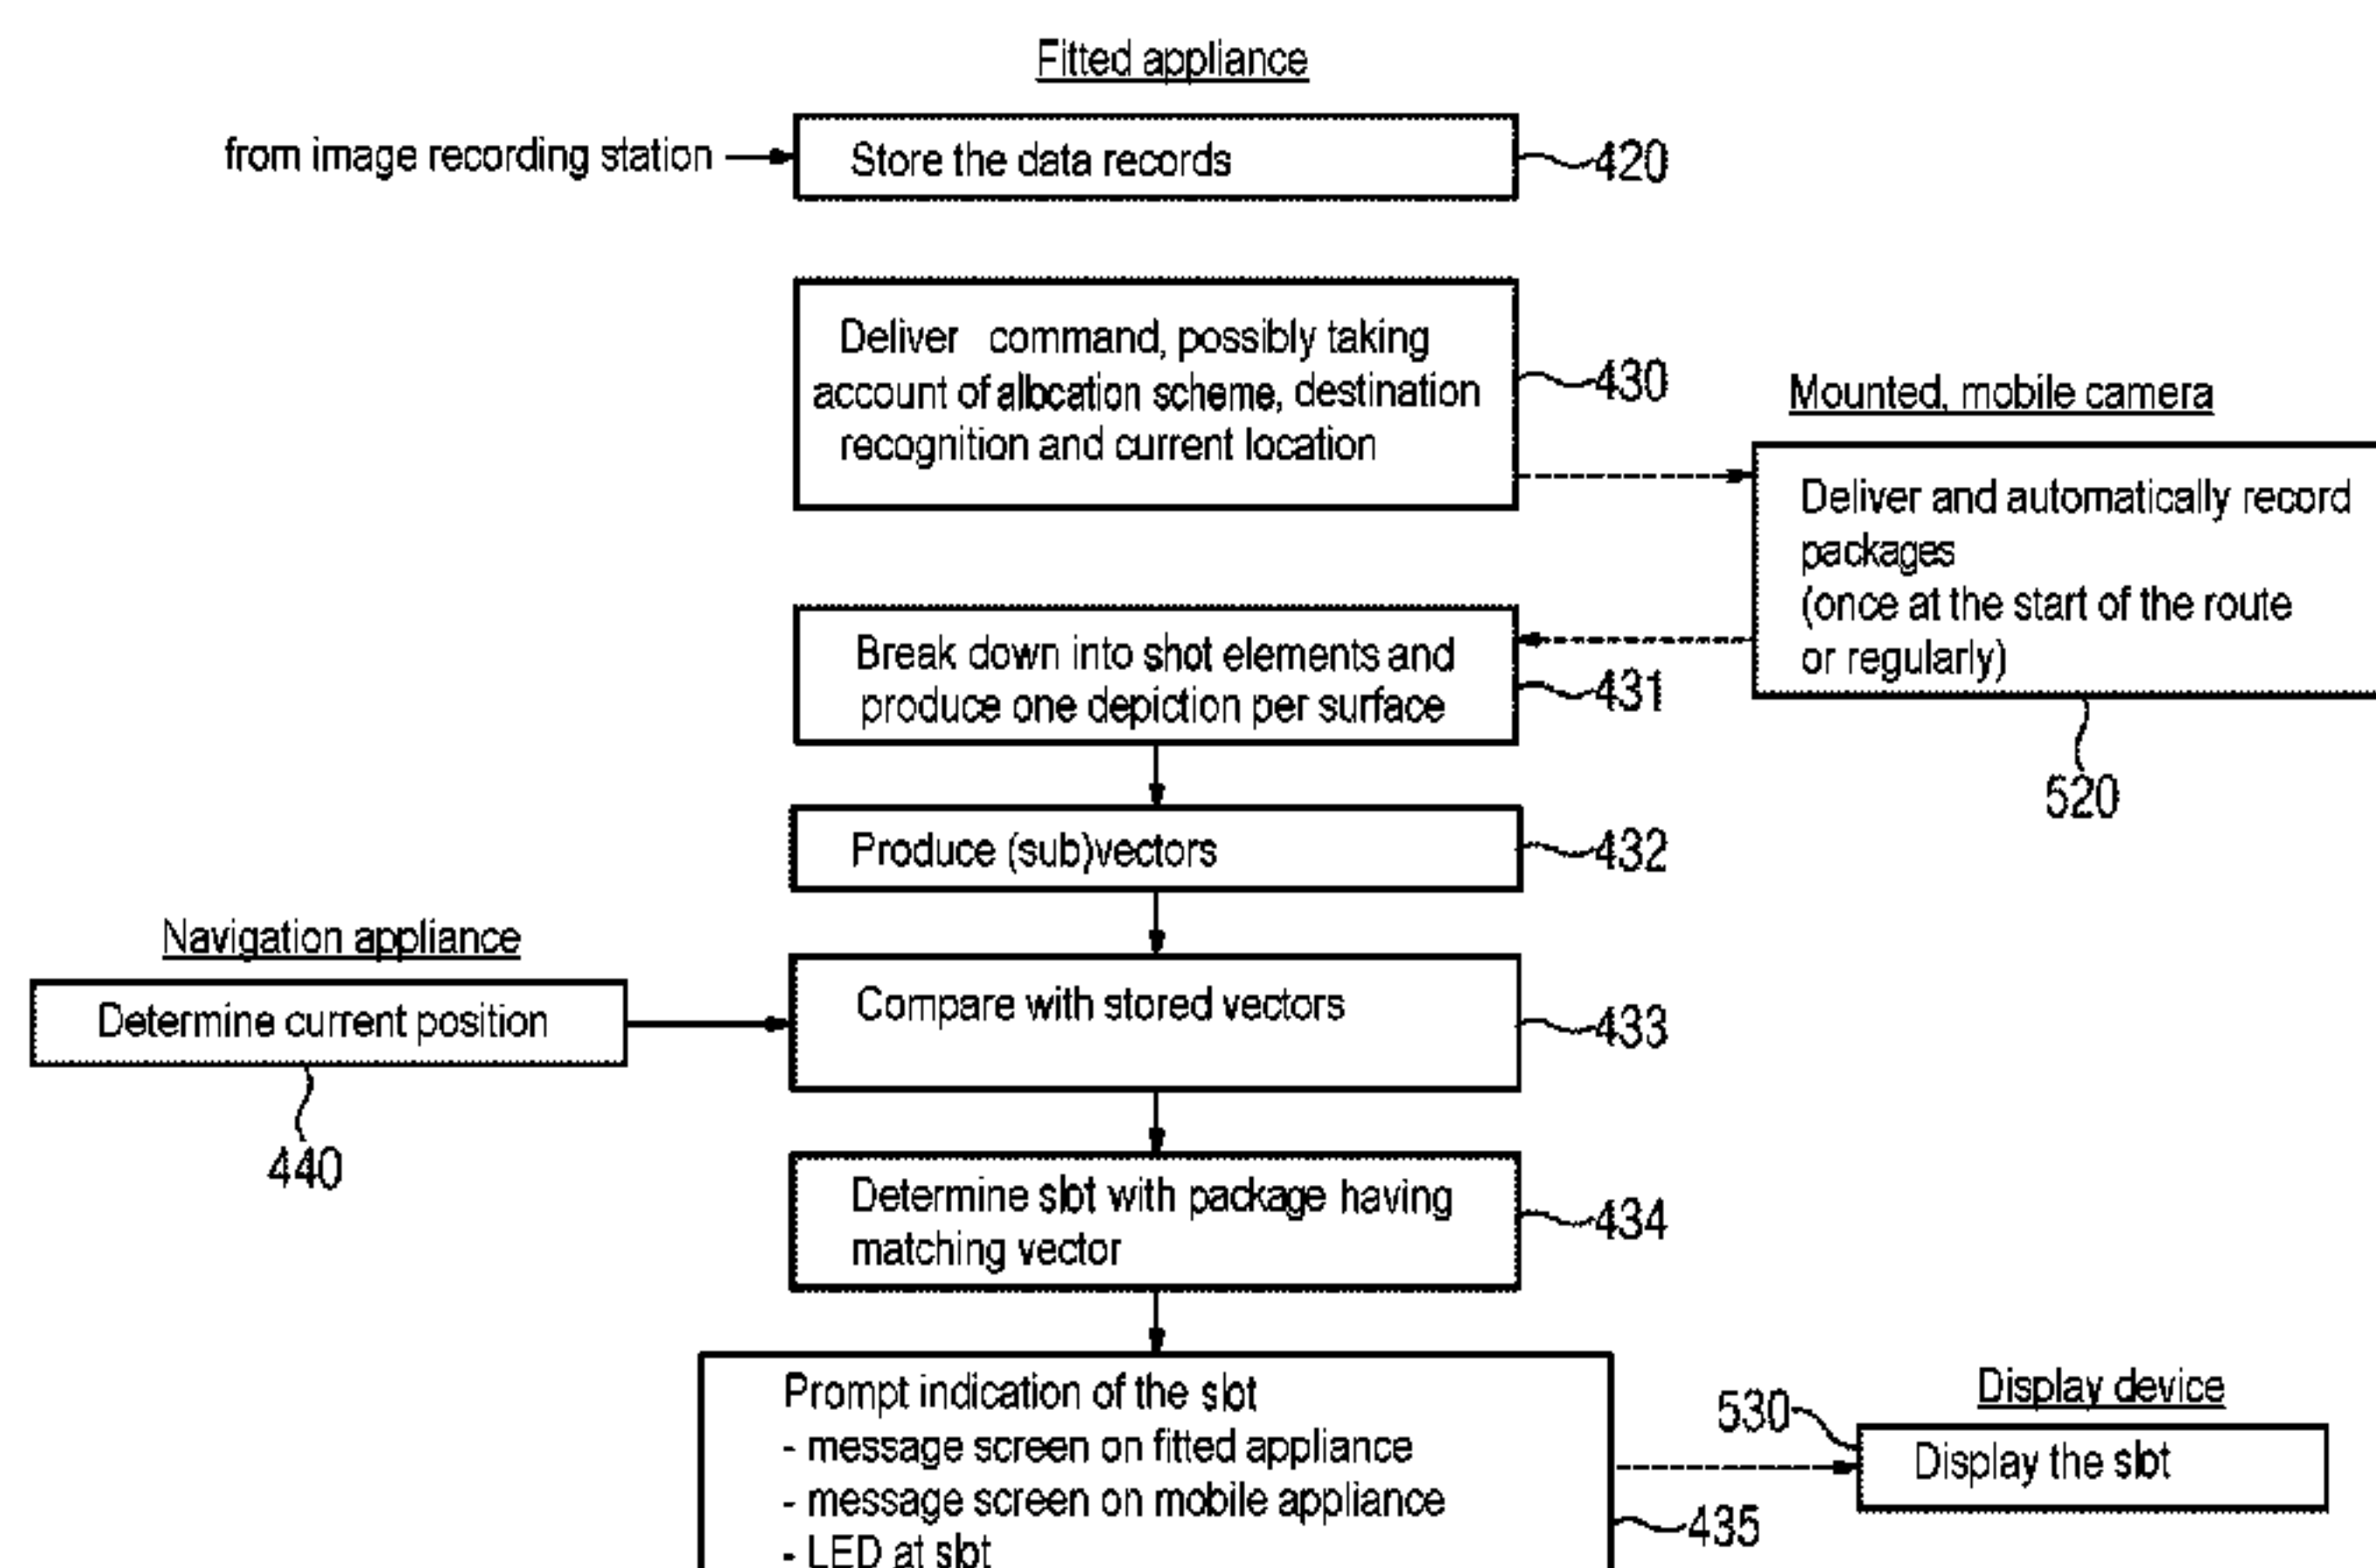 Fitted appliance
from image recording station
Store the data records
420
Deliver command, possibly taking
account of allocation scheme, destination
recognition and current location
430
Mounted, mobile camera
Deliver and automatically record
packages
(once at the start of the route
or regularly)
520
Break down into shot elements and
produce one depiction per surface
431
Produce (sub)vectors
432
Navigation appliance
Determine current position
440
Compare with stored vectors
433
Determine slot with package having
matching vector
434
Prompt indication of the slot
- message screen on fitted appliance
- message screen on mobile appliance
- LED at slot
435
530
Display device
Display the slot